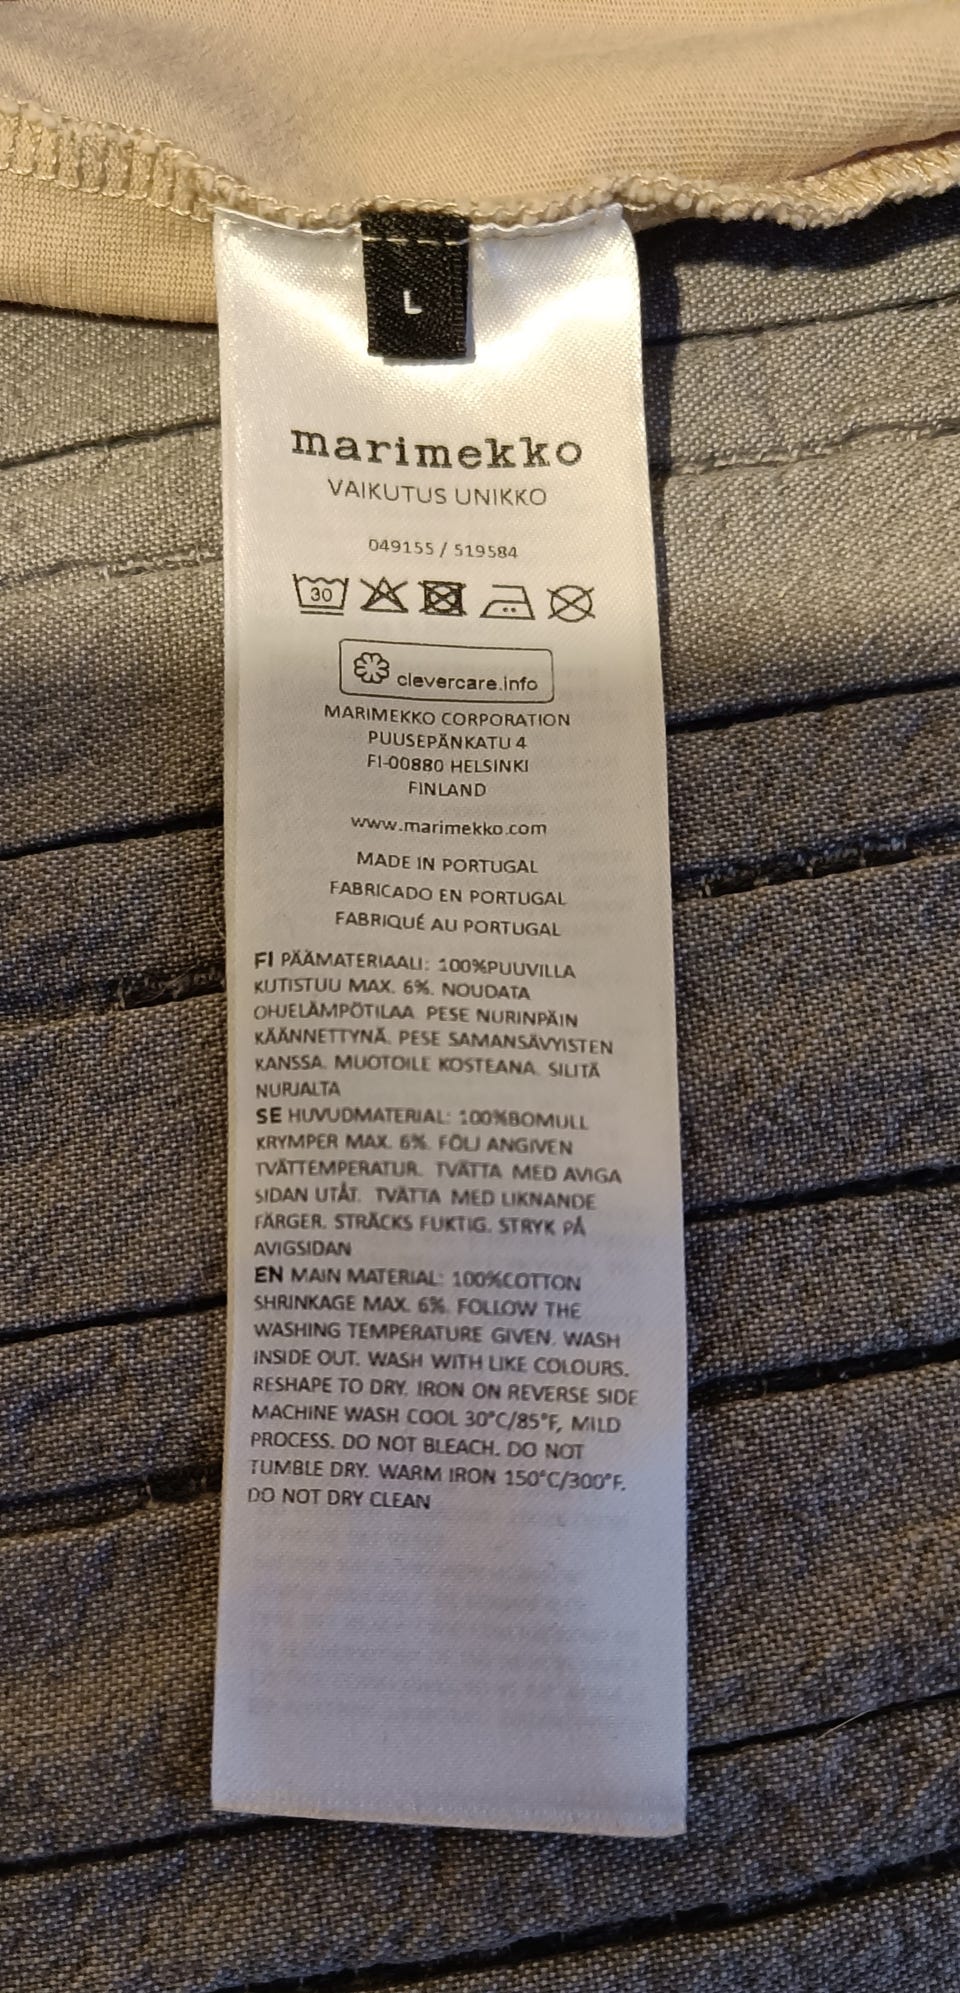 L
marimekko
VAIKUTUS UNIKKO
049155 / 519584
30
clevercare.info
MARIMEKKO CORPORATION
PUUSEPÄNKATU 4
FI-00880 HELSINKI
FINLAND
www.marimekko.com
MADE IN PORTUGAL
FABRICADO EN PORTUGAL
FABRIQUÉ AU PORTUGAL
FI PÄÄMATERIAALI: 100%PUUVILLA
KUTISTUU MAX. 6%. NOUDATA
OHJELÄMPÖTILAA. PESE NURINPÄIN
KÄÄNNETTYNÄ. PESE SAMANSÄVYISTEN
KANSSA. MUOTOILE KOSTEANA. SILITÄ
NURJALTA
SE HUVUDMATERIAL: 100%BOMULL
KRYMPER MAX. 6%. FÖLJ ANGIVEN
TVÄTTEMPERATUR. TVÄTTA MED AVIGA
SIDAN UTÅT. TVÄTTA MED LIKNANDE
FÄRGER. STRÄCKS FUKTIG. STRYK PÅ
AVIGSIDAN
EN MAIN MATERIAL: 100%COTTON
SHRINKAGE MAX. 6%. FOLLOW THE
WASHING TEMPERATURE GIVEN. WASH
INSIDE OUT. WASH WITH LIKE COLOURS.
RESHAPE TO DRY. IRON ON REVERSE SIDE
MACHINE WASH COOL 30°C/85°F, MILD
PROCESS. DO NOT BLEACH. DO NOT
TUMBLE DRY. WARM IRON 150°C/300°F.
DO NOT DRY CLEAN